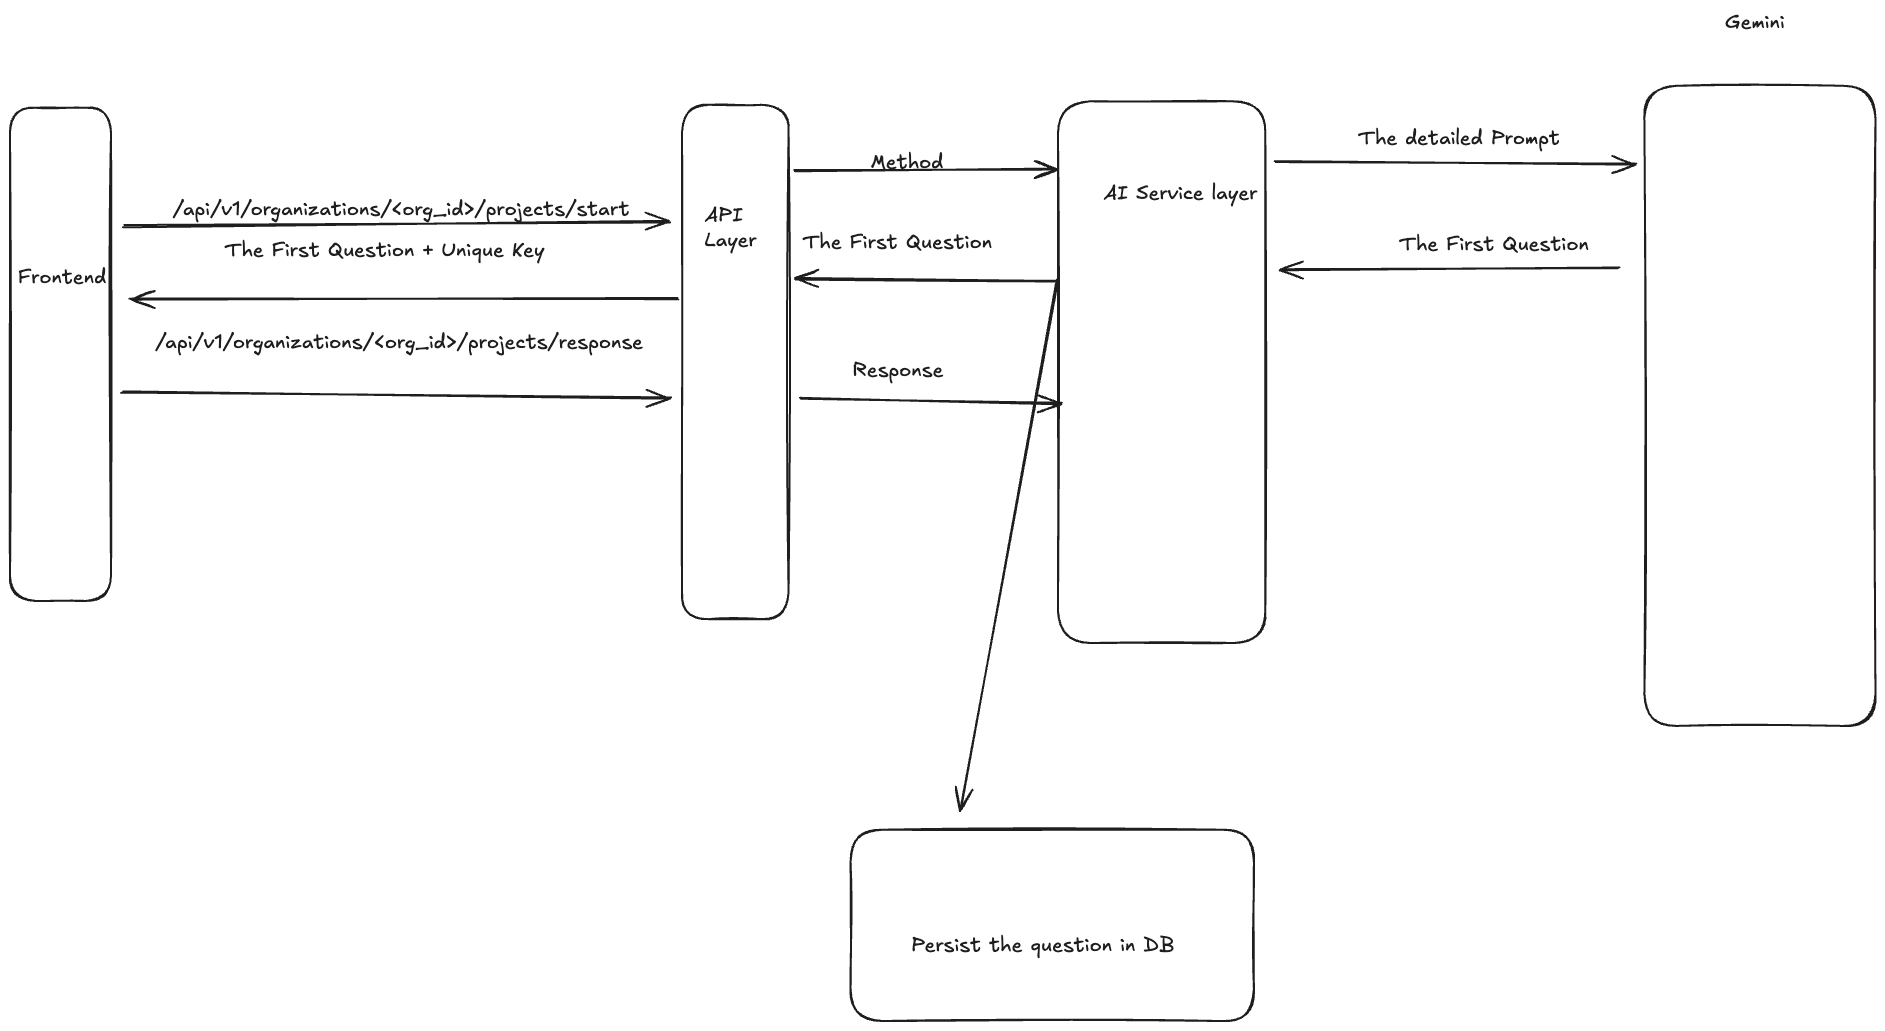 Gemini
The detailed Prompt
Method
AI Service layer
/api/v1/organizations/<org_id>/projects/start
API
Layer
The First Question
The First Question
The First Question + Unique Key
Frontend
/api/v1/organizations/<org_id>/projects/response
Response
Persist the question in DB